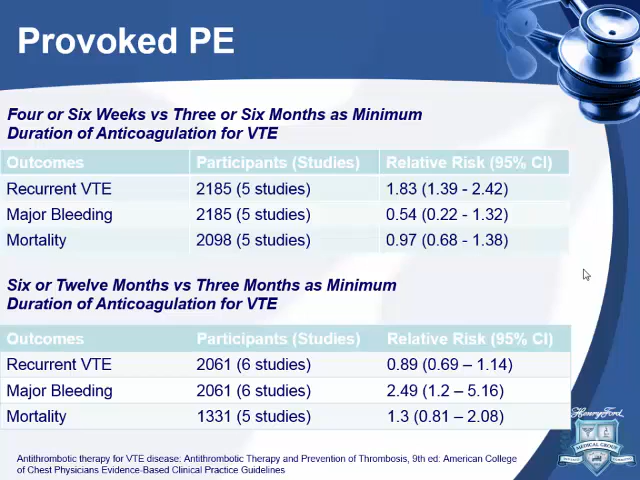 Provoked PE
Four or Six Weeks vs Three or Six Months as Minimum
Duration of Anticoagulation for VTE
Outcomes Participants (Studies) Relative Risk (95% CI)
Recurrent VTE 2185 (5 studies) 1.83 (1.39 - 2.42)
Major Bleeding 2185 (5 studies) 0.54 (0.22 - 1.32)
Mortality 2098 (5 studies) 0.97 (0.68 - 1.38)
Six or Twelve Months vs Three Months as Minimum
Duration of Anticoagulation for VTE
Outcomes Participants (Studies) Relative Risk (95% CI)
Recurrent VTE 2061 (6 studies) 0.89 (0.69 – 1.14)
Major Bleeding 2061 (6 studies) 2.49 (1.2 – 5.16)
Mortality 1331 (5 studies) 1.3 (0.81 – 2.08)
Henry Ford
MEDICAL GROUP
Antithrombotic therapy for VTE disease: Antithrombotic Therapy and Prevention of Thrombosis, 9th ed: American College
of Chest Physicians Evidence-Based Clinical Practice Guidelines